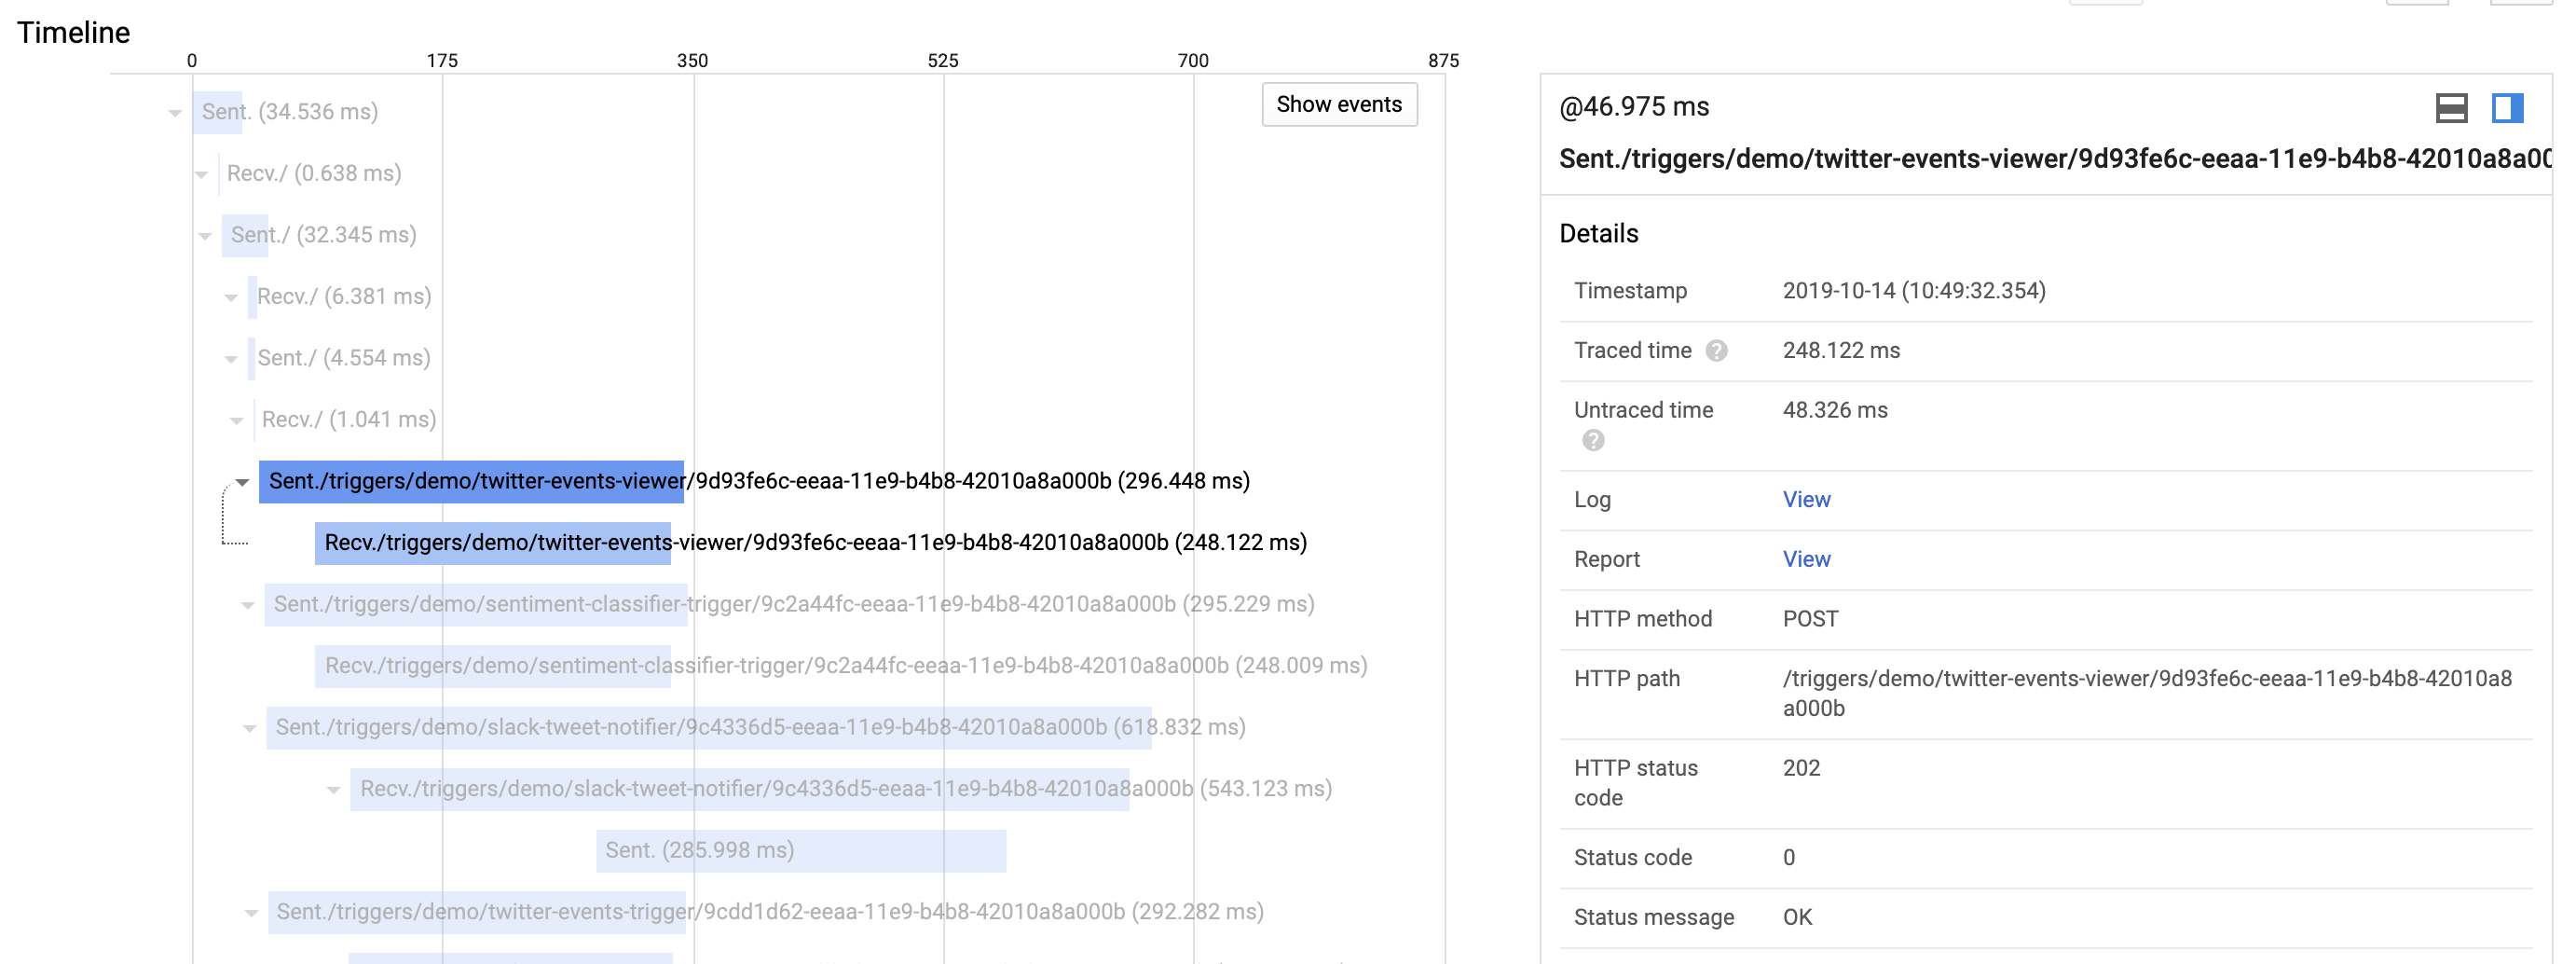 Timeline
0 175 350 525 700 875
Show events
Sent. (34.536 ms)
Recv./ (0.638 ms)
Sent./ (32.345 ms)
Recv./ (6.381 ms)
Sent./ (4.554 ms)
Recv./ (1.041 ms)
Sent./triggers/demo/twitter-events-viewer/9d93fe6c-eeaa-11e9-b4b8-42010a8a000b (296.448 ms)
Recv./triggers/demo/twitter-events-viewer/9d93fe6c-eeaa-11e9-b4b8-42010a8a000b (248.122 ms)
Sent./triggers/demo/sentiment-classifier-trigger/9c2a44fc-eeaa-11e9-b4b8-42010a8a000b (295.229 ms)
Recv./triggers/demo/sentiment-classifier-trigger/9c2a44fc-eeaa-11e9-b4b8-42010a8a000b (248.009 ms)
Sent./triggers/demo/slack-tweet-notifier/9c4336d5-eeaa-11e9-b4b8-42010a8a000b (618.832 ms)
Recv./triggers/demo/slack-tweet-notifier/9c4336d5-eeaa-11e9-b4b8-42010a8a000b (543.123 ms)
Sent. (285.998 ms)
Sent./triggers/demo/twitter-events-trigger/9cdd1d62-eeaa-11e9-b4b8-42010a8a000b (292.282 ms)
@46.975 ms
Sent./triggers/demo/twitter-events-viewer/9d93fe6c-eeaa-11e9-b4b8-42010a8a00
Details
Timestamp 2019-10-14 (10:49:32.354)
Traced time ? 248.122 ms
Untraced time 48.326 ms
?
Log View
Report View
HTTP method POST
HTTP path /triggers/demo/twitter-events-viewer/9d93fe6c-eeaa-11e9-b4b8-42010a8
a000b
HTTP status 202
code
Status code 0
Status message OK